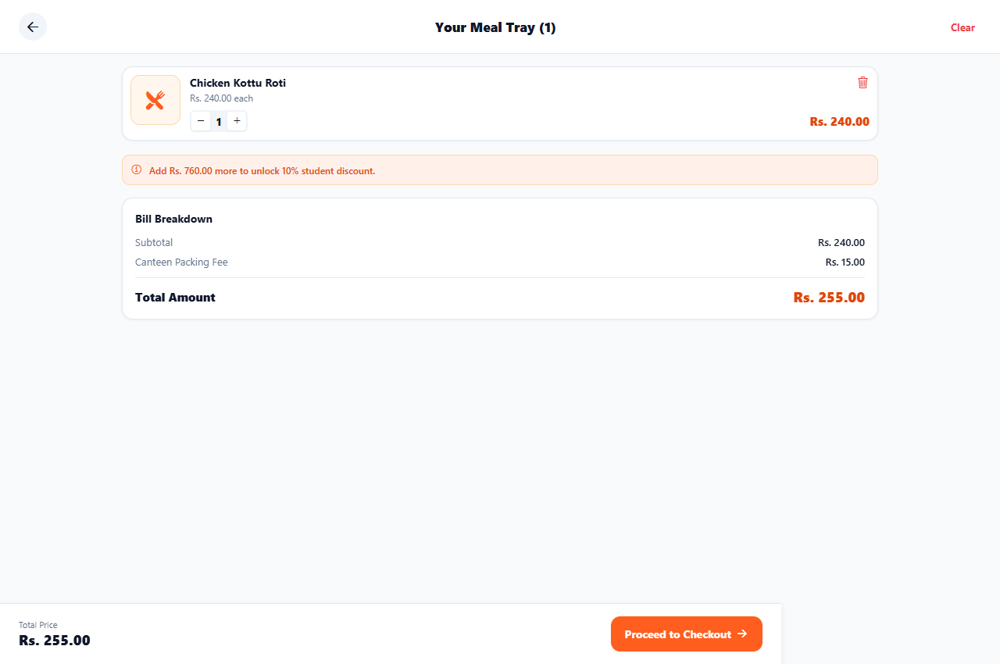 Your Meal Tray (1)
Clear
Chicken Kottu Roti
Rs. 240.00 each
− 1 +
Rs. 240.00
Add Rs. 760.00 more to unlock 10% student discount.
Bill Breakdown
Subtotal Rs. 240.00
Canteen Packing Fee Rs. 15.00
Total Amount Rs. 255.00
Total Price
Rs. 255.00
Proceed to Checkout →